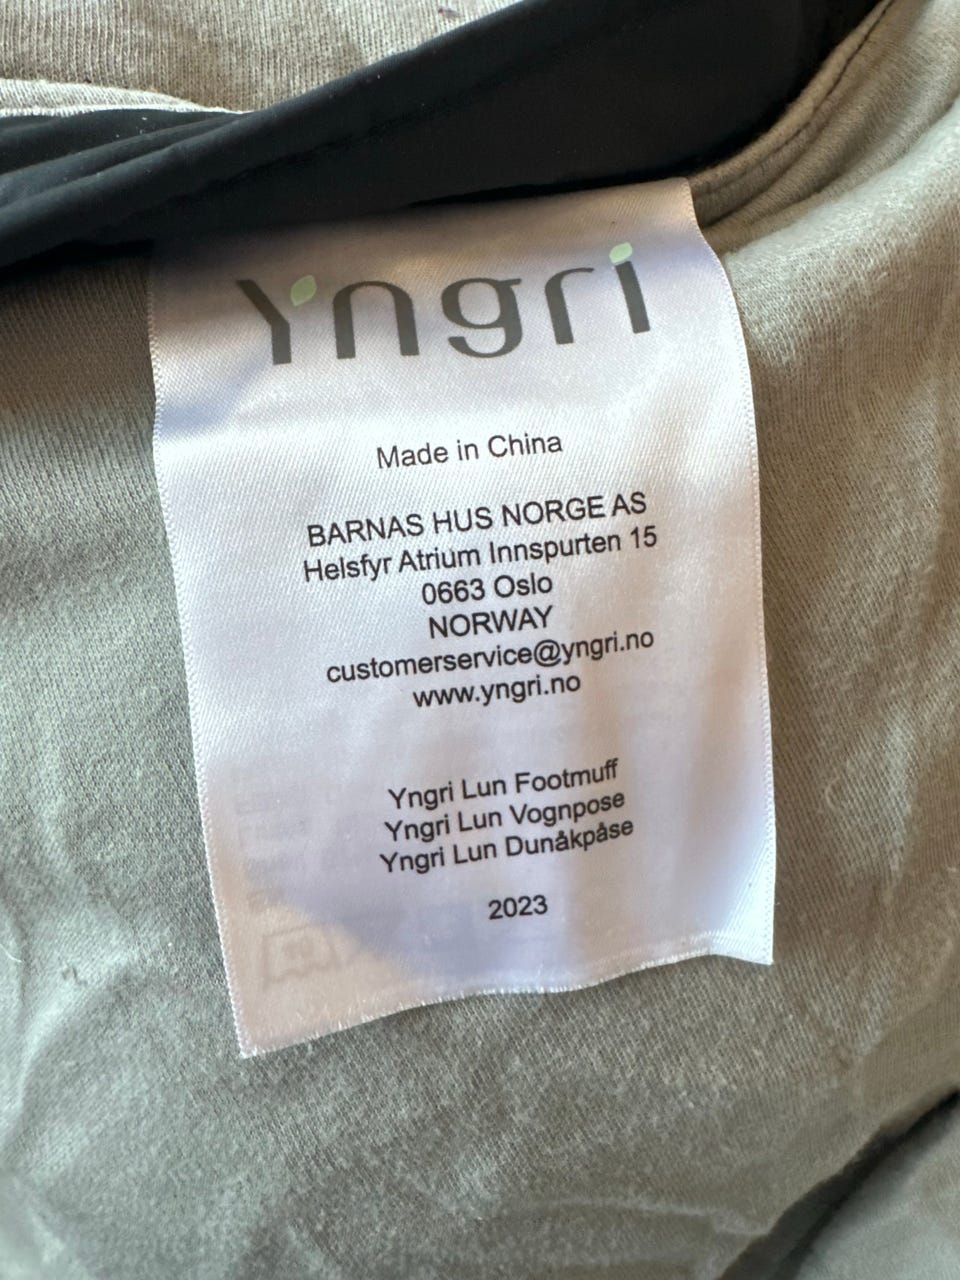 Yngri
Made in China
BARNAS HUS NORGE AS
Helsfyr Atrium Innspurten 15
0663 Oslo
NORWAY
customerservice@yngri.no
www.yngri.no
Yngri Lun Footmuff
Yngri Lun Vognpose
Yngri Lun Dunåkpåse
2023